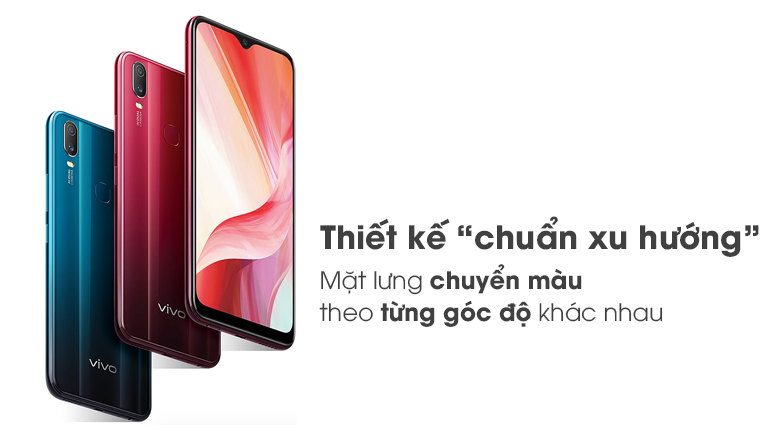 Thiết kế “chuẩn xu hướng”
Mặt lưng chuyển màu
theo từng góc độ khác nhau
vivo
vivo